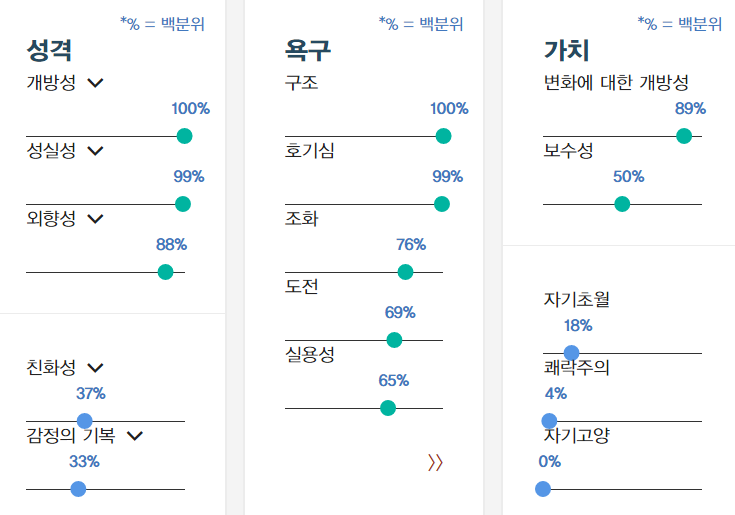 *% = 백분위
성격
개방성
100%
성실성
99%
외향성
88%
친화성
37%
감정의 기복
33%
*% = 백분위
욕구
구조
100%
호기심
99%
조화
76%
도전
69%
실용성
65%
*% = 백분위
가치
변화에 대한 개방성
89%
보수성
50%
자기초월
18%
쾌락주의
4%
자기고양
0%